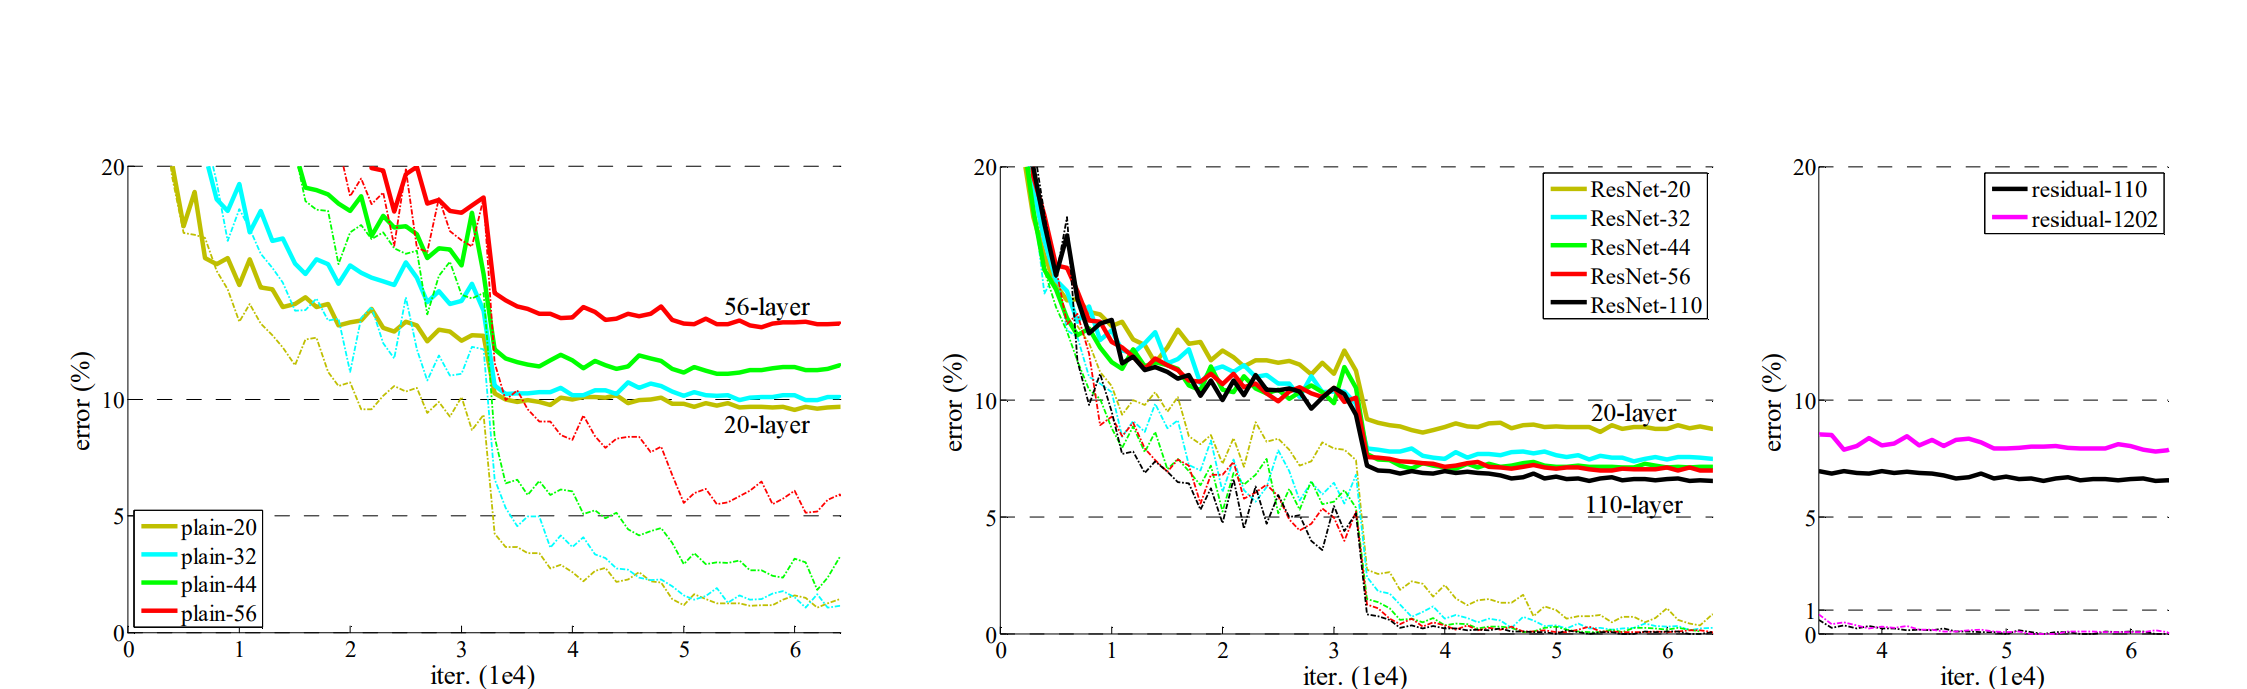 20
10
5
0
error (%)
56-layer
20-layer
plain-20
plain-32
plain-44
plain-56
0 1 2 3 4 5 6
iter. (1e4)
20
10
5
0
error (%)
ResNet-20
ResNet-32
ResNet-44
ResNet-56
ResNet-110
20-layer
110-layer
0 1 2 3 4 5 6
iter. (1e4)
20
10
5
1
0
error (%)
residual-110
residual-1202
4 5 6
iter. (1e4)